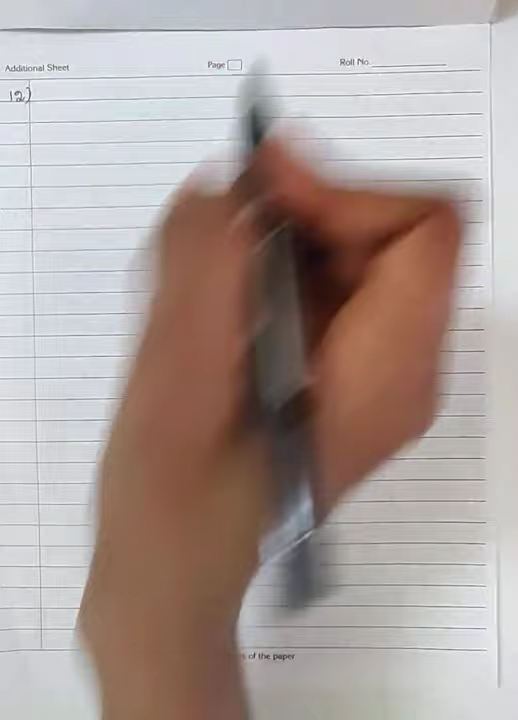 Additional Sheet Page Roll No.
12)
of the paper